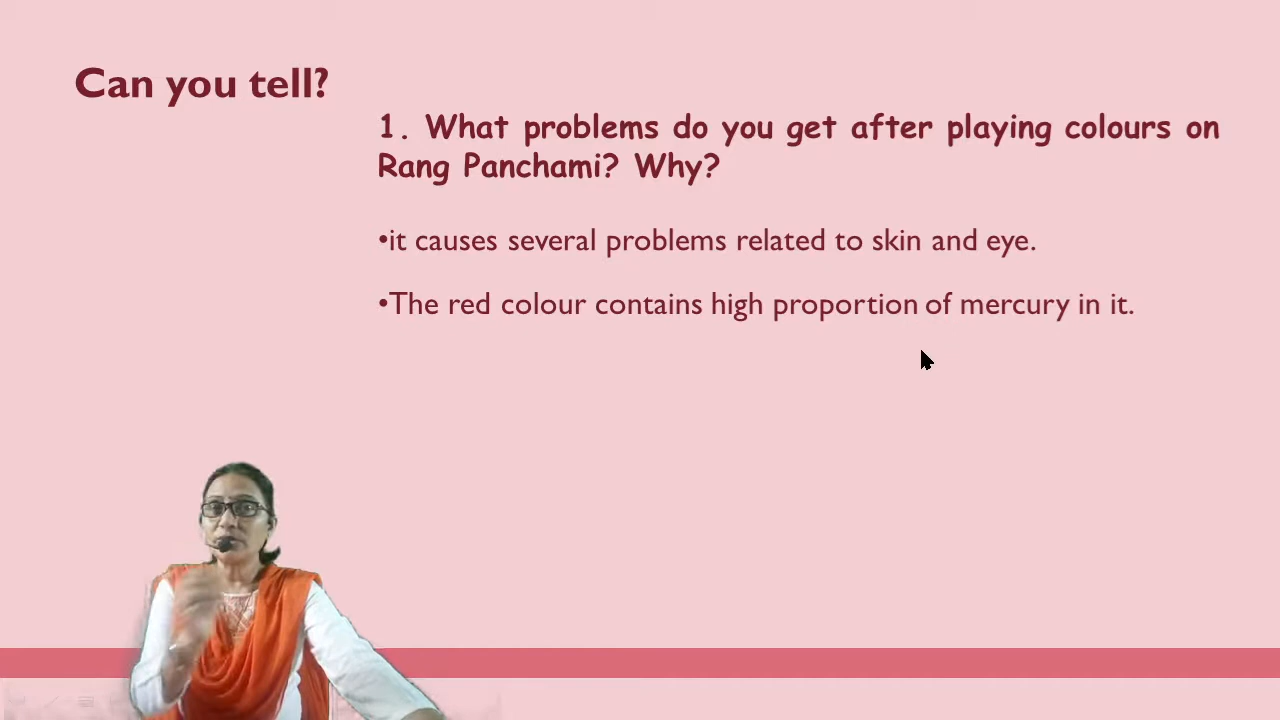 Can you tell?
1. What problems do you get after playing colours on
Rang Panchami? Why?
•it causes several problems related to skin and eye.
•The red colour contains high proportion of mercury in it.